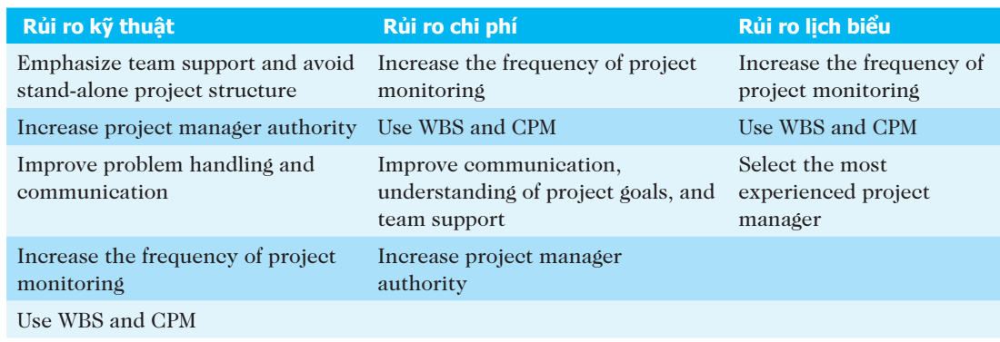 Rủi ro kỹ thuật
Rủi ro chi phí
Rủi ro lịch biểu
Emphasize team support and avoid
stand-alone project structure
Increase the frequency of project
monitoring
Increase the frequency of
project monitoring
Increase project manager authority
Use WBS and CPM
Use WBS and CPM
Improve problem handling and
communication
Improve communication,
understanding of project goals, and
team support
Select the most
experienced project
manager
Increase the frequency of project
monitoring
Increase project manager
authority
Use WBS and CPM